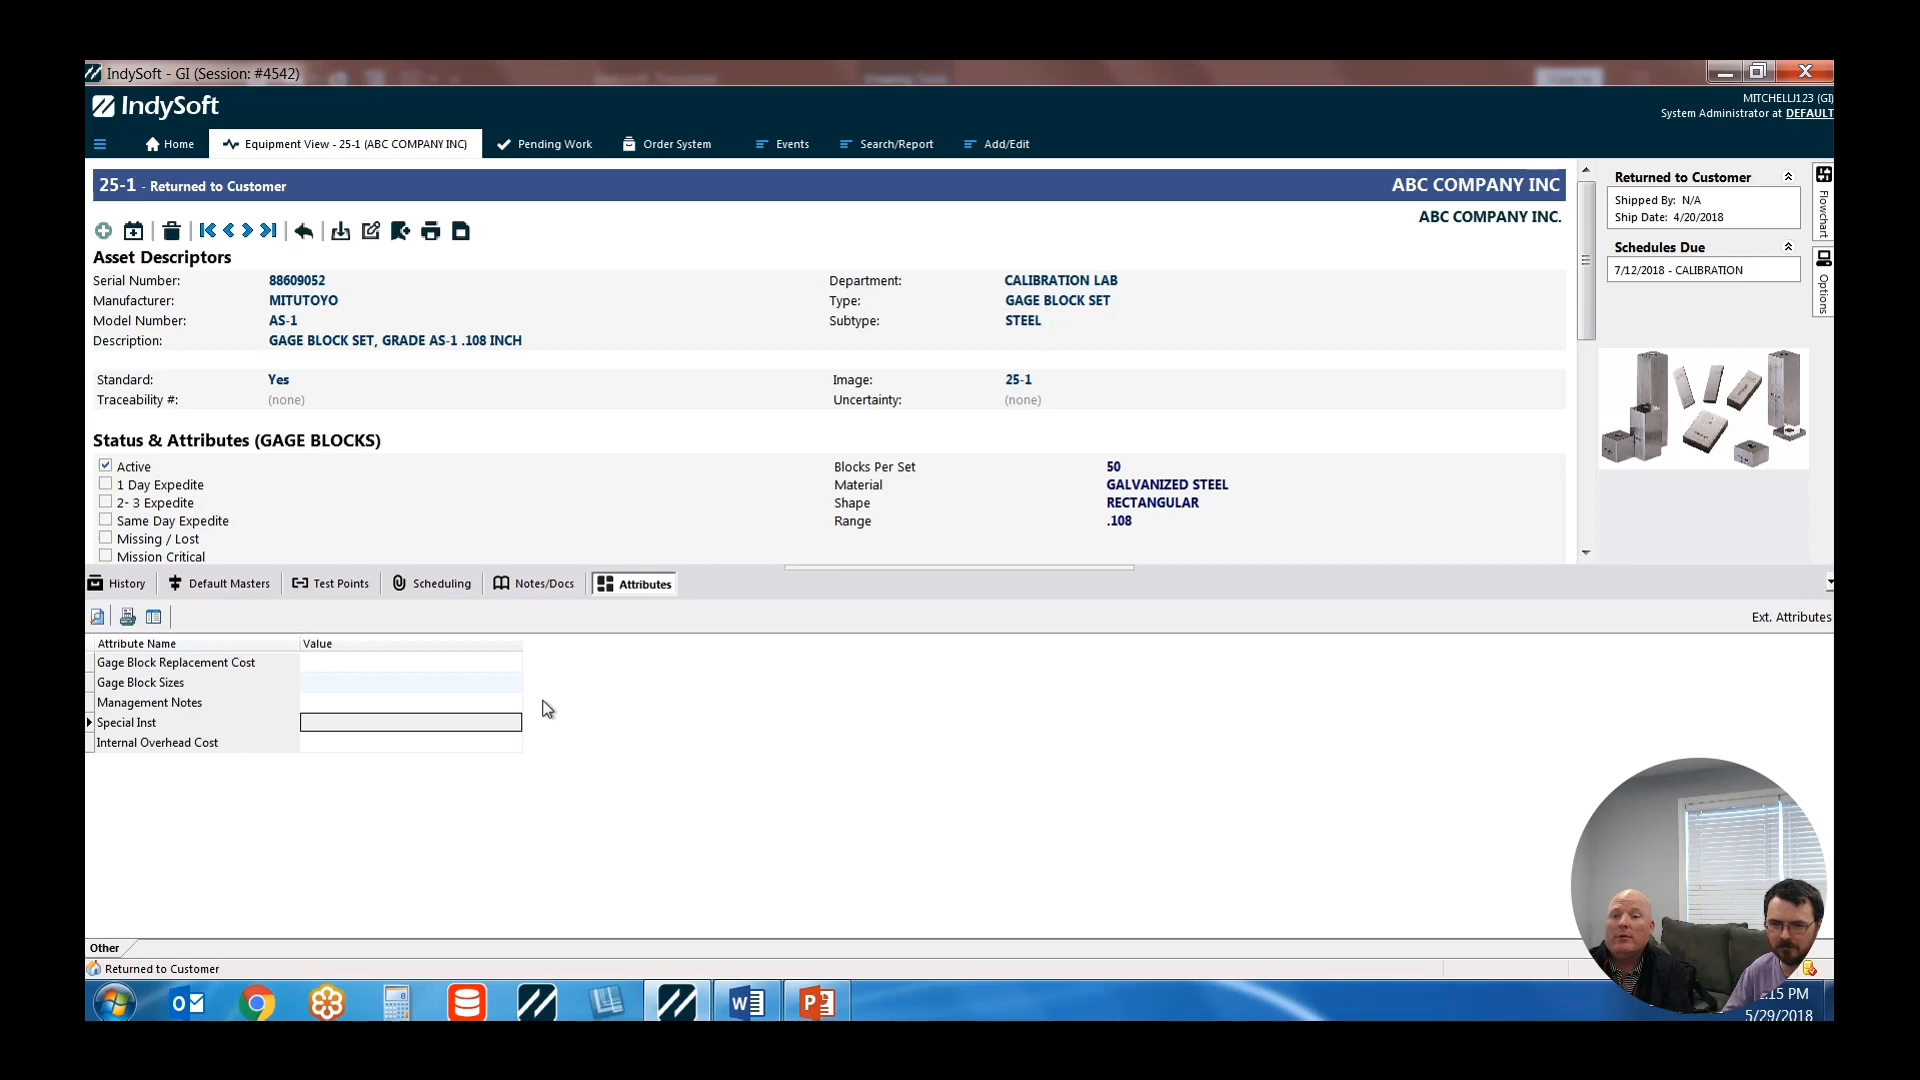 IndySoft - GI (Session: #4542)
IndySoft
MITCHELLJ123 (GI)
System Administrator at DEFAULT
Home
Equipment View - 25-1 (ABC COMPANY INC)
Pending Work
Order System
Events
Search/Report
Add/Edit
25-1 - Returned to Customer
ABC COMPANY INC
ABC COMPANY INC.
Asset Descriptors
Serial Number: 88609052
Department: CALIBRATION LAB
Manufacturer: MITUTOYO
Type: GAGE BLOCK SET
Model Number: AS-1
Subtype: STEEL
Description: GAGE BLOCK SET, GRADE AS-1 .108 INCH
Standard: Yes
Image: 25-1
Traceability #: (none)
Uncertainty: (none)
Status & Attributes (GAGE BLOCKS)
Active
Blocks Per Set 50
1 Day Expedite
Material GALVANIZED STEEL
2- 3 Expedite
Shape RECTANGULAR
Same Day Expedite
Range .108
Missing / Lost
Mission Critical
Returned to Customer
Shipped By: N/A
Ship Date: 4/20/2018
Schedules Due
7/12/2018 - CALIBRATION
Flowchart
Options
History
Default Masters
Test Points
Scheduling
Notes/Docs
Attributes
Ext. Attributes
Attribute Name Value
Gage Block Replacement Cost
Gage Block Sizes
Management Notes
Special Inst
Internal Overhead Cost
Other
Returned to Customer
:15 PM
5/29/2018